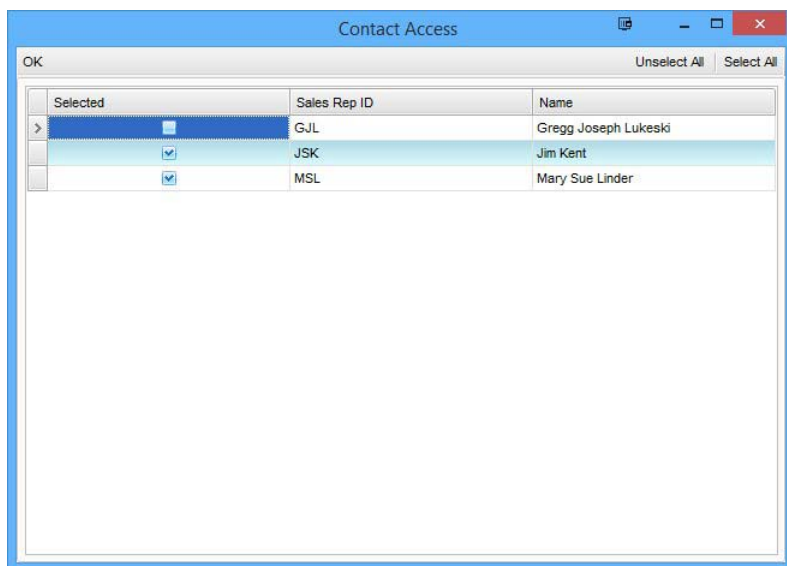 Contact Access
OK Unselect All Select All
Selected Sales Rep ID Name
GJL Gregg Joseph Lukeski
JSK Jim Kent
MSL Mary Sue Linder